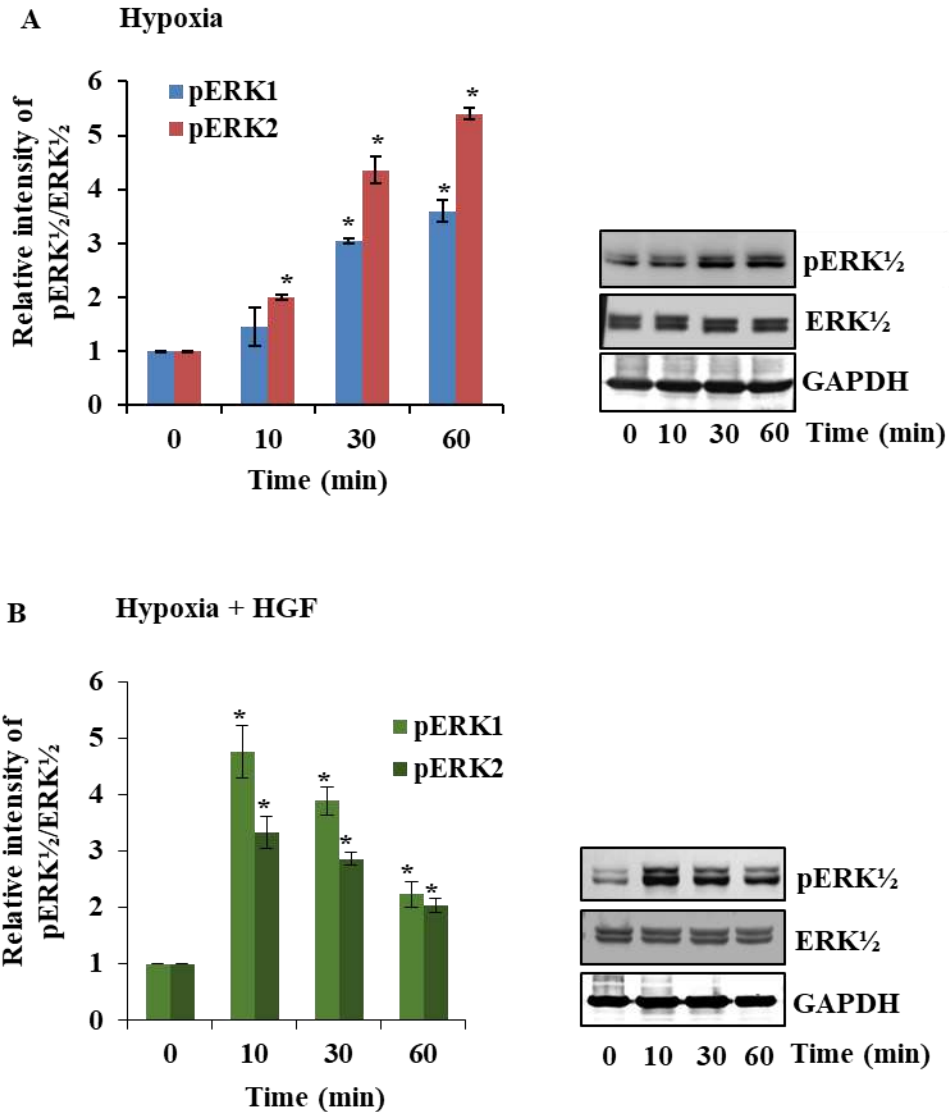 A Hypoxia
Relative intensity of
pERK½/ERK½
6
5
4
3
2
1
0
pERK1
pERK2
* * * * *
0 10 30 60
Time (min)
pERK½
ERK½
GAPDH
0 10 30 60 Time (min)
B Hypoxia + HGF
Relative intensity of
pERK½/ERK½
6
5
4
3
2
1
0
pERK1
pERK2
* * * * * *
0 10 30 60
Time (min)
pERK½
ERK½
GAPDH
0 10 30 60 Time (min)